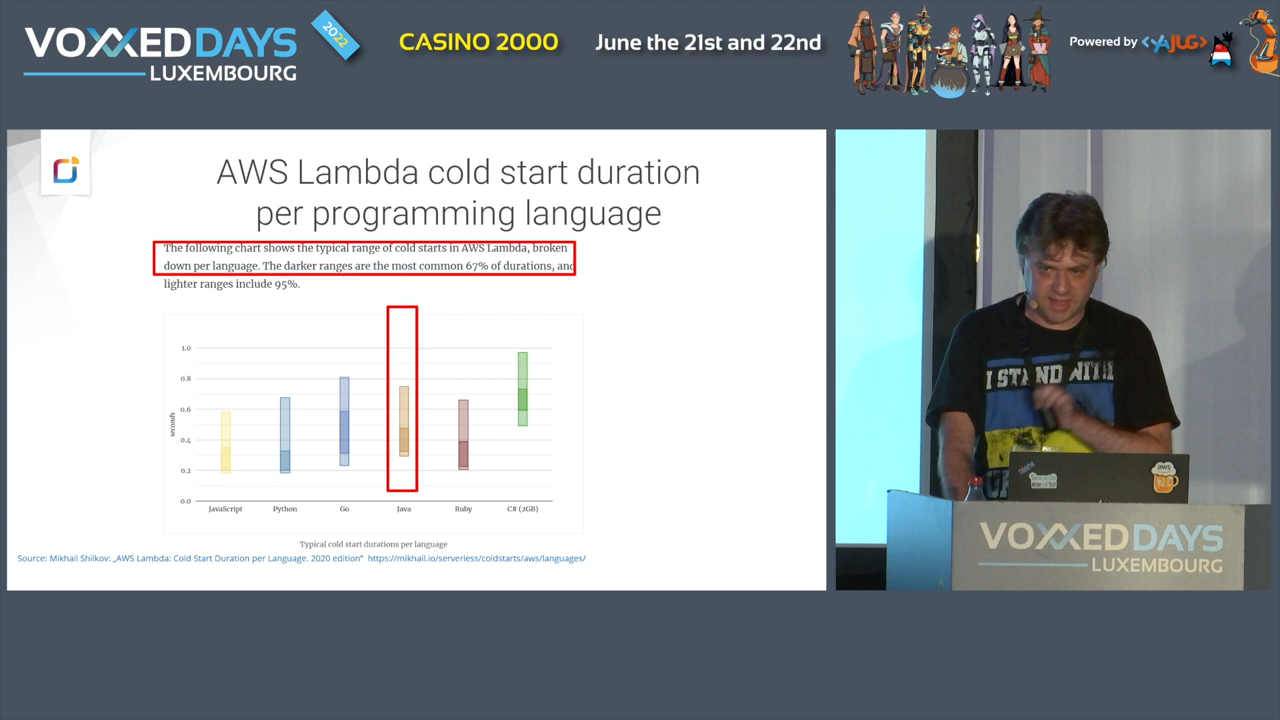 VOXXED DAYS
LUXEMBOURG
2022
CASINO 2000
June the 21st and 22nd
Powered by <YAJUG>
AWS Lambda cold start duration
per programming language
The following chart shows the typical range of cold starts in AWS Lambda, broken
down per language. The darker ranges are the most common 67% of durations, and
lighter ranges include 95%.
1.0
0.8
0.6
0.4
0.2
0.0
seconds
JavaScript Python Go Java Ruby C# (2GB)
Typical cold start durations per language
Source: Mikhail Shilkov: „AWS Lambda: Cold Start Duration per Language. 2020 edition“ https://mikhail.io/serverless/coldstarts/aws/languages/
I STAND WITH
aws
VOXXED DAYS
LUXEMBOURG